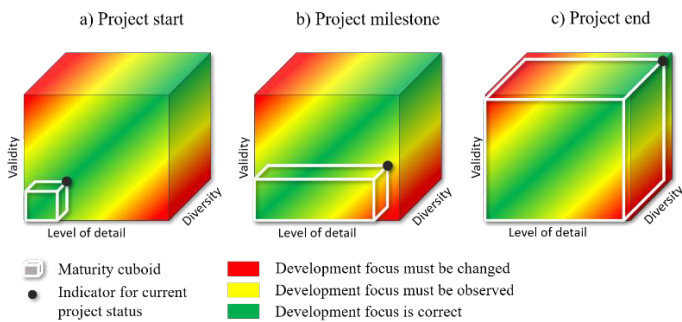 a) Project start
b) Project milestone
c) Project end
Validity
Level of detail
Diversity
Validity
Level of detail
Diversity
Validity
Level of detail
Diversity
Maturity cuboid
Indicator for current
project status
Development focus must be changed
Development focus must be observed
Development focus is correct